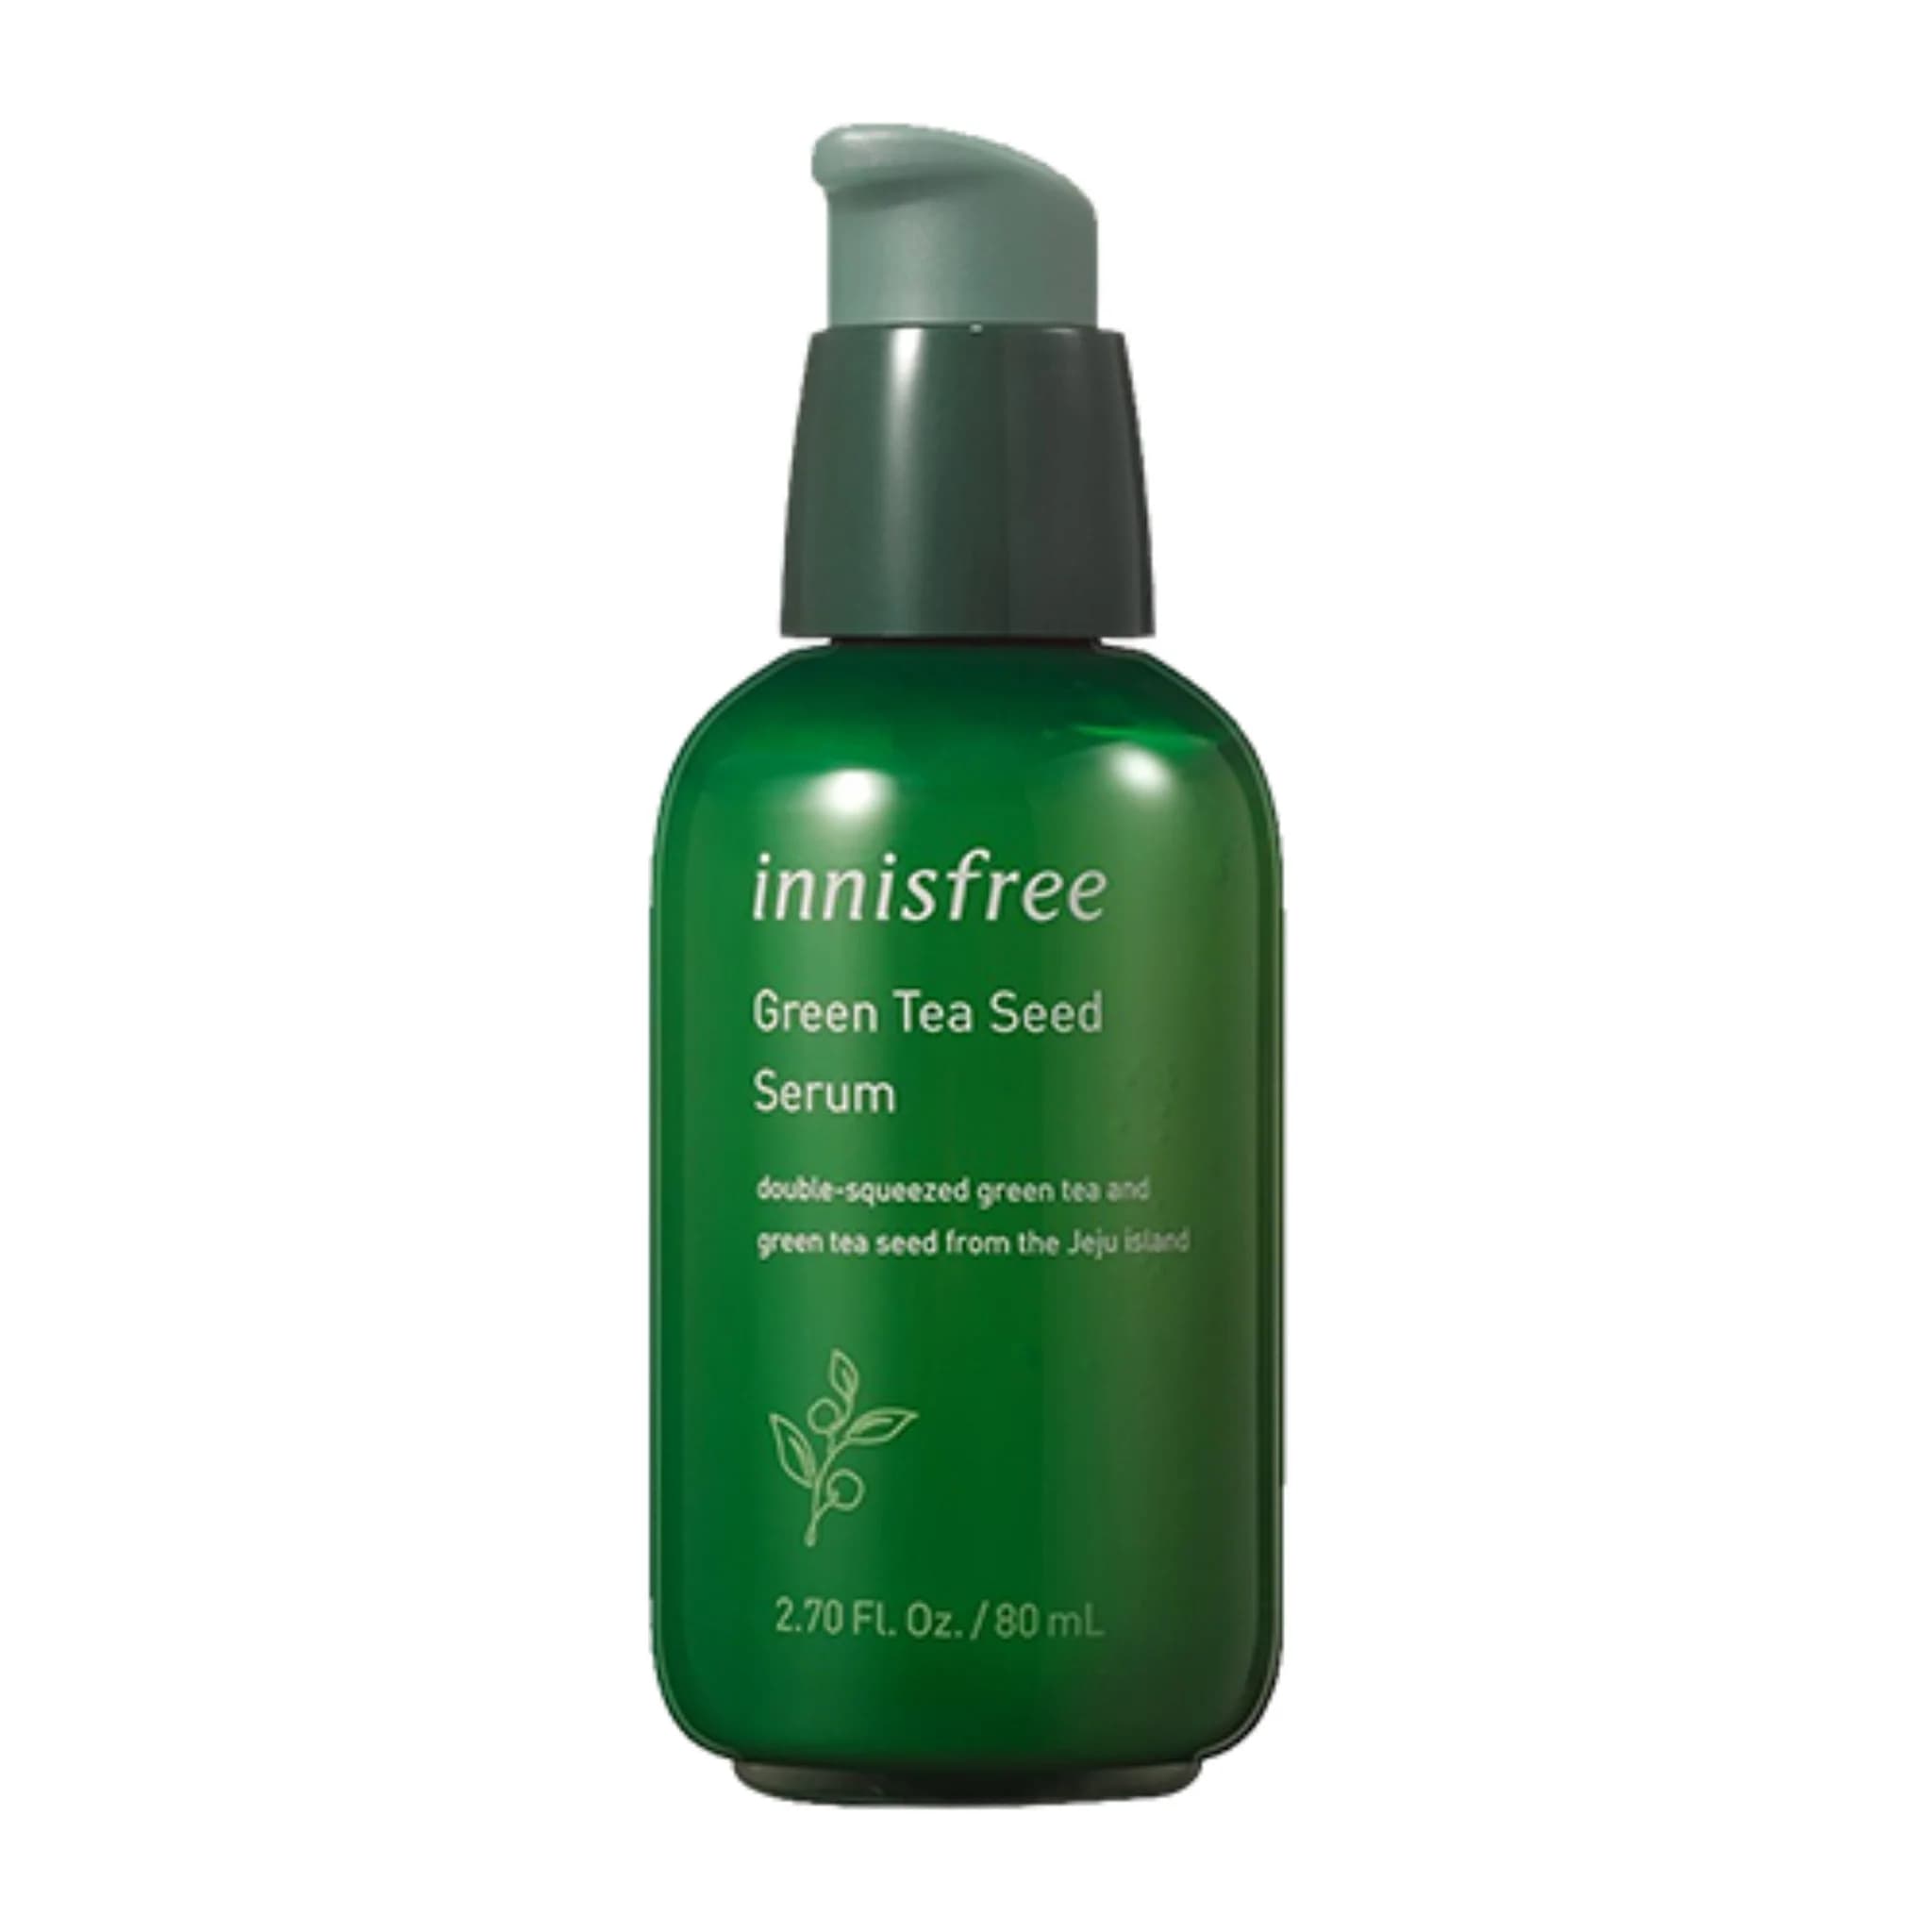 innisfree
Green Tea Seed
Serum
double-squeezed green tea and
green tea seed from the Jeju island
2.70 Fl. Oz. / 80 mL